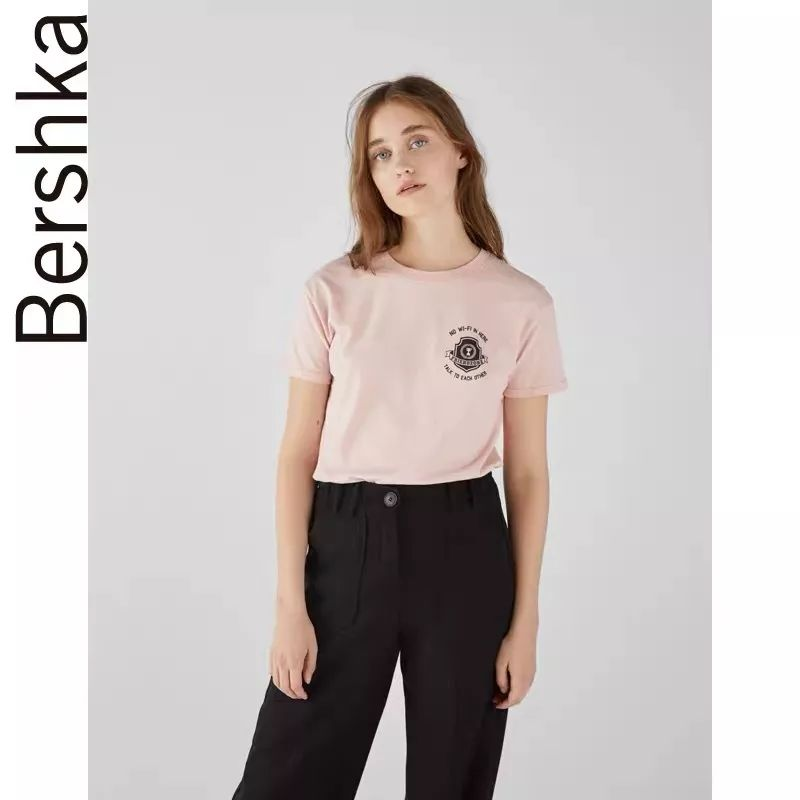 Bershka
NO WI-FI IN HERE
TALK TO EACH OTHER